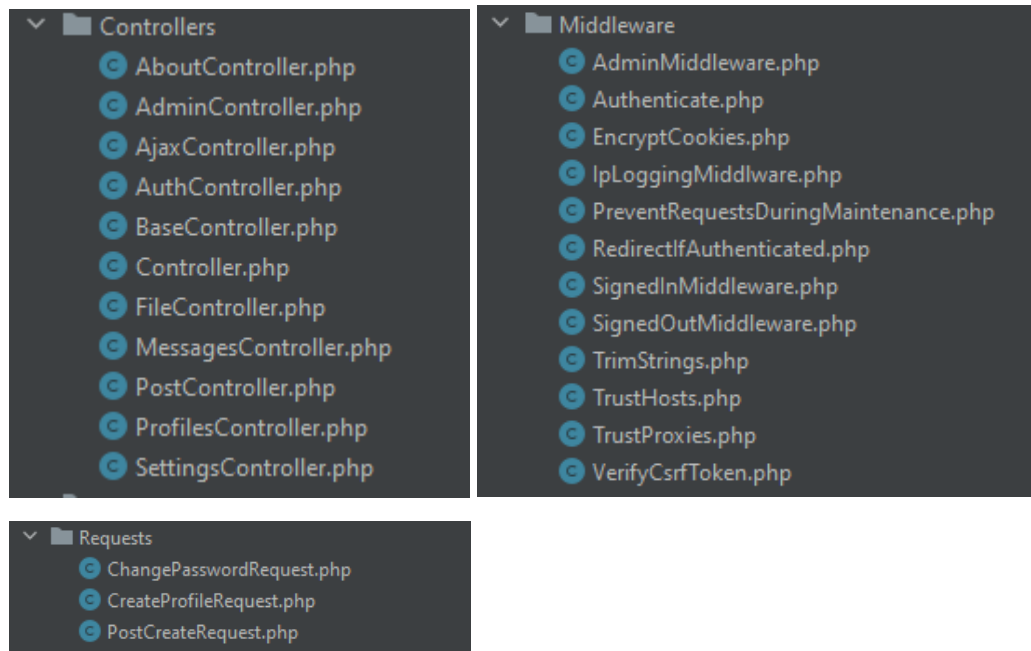 Controllers
AboutController.php
AdminController.php
AjaxController.php
AuthController.php
BaseController.php
Controller.php
FileController.php
MessagesController.php
PostController.php
ProfilesController.php
SettingsController.php
Middleware
AdminMiddleware.php
Authenticate.php
EncryptCookies.php
IpLoggingMiddlware.php
PreventRequestsDuringMaintenance.php
RedirectIfAuthenticated.php
SignedInMiddleware.php
SignedOutMiddleware.php
TrimStrings.php
TrustHosts.php
TrustProxies.php
VerifyCsrfToken.php
Requests
ChangePasswordRequest.php
CreateProfileRequest.php
PostCreateRequest.php